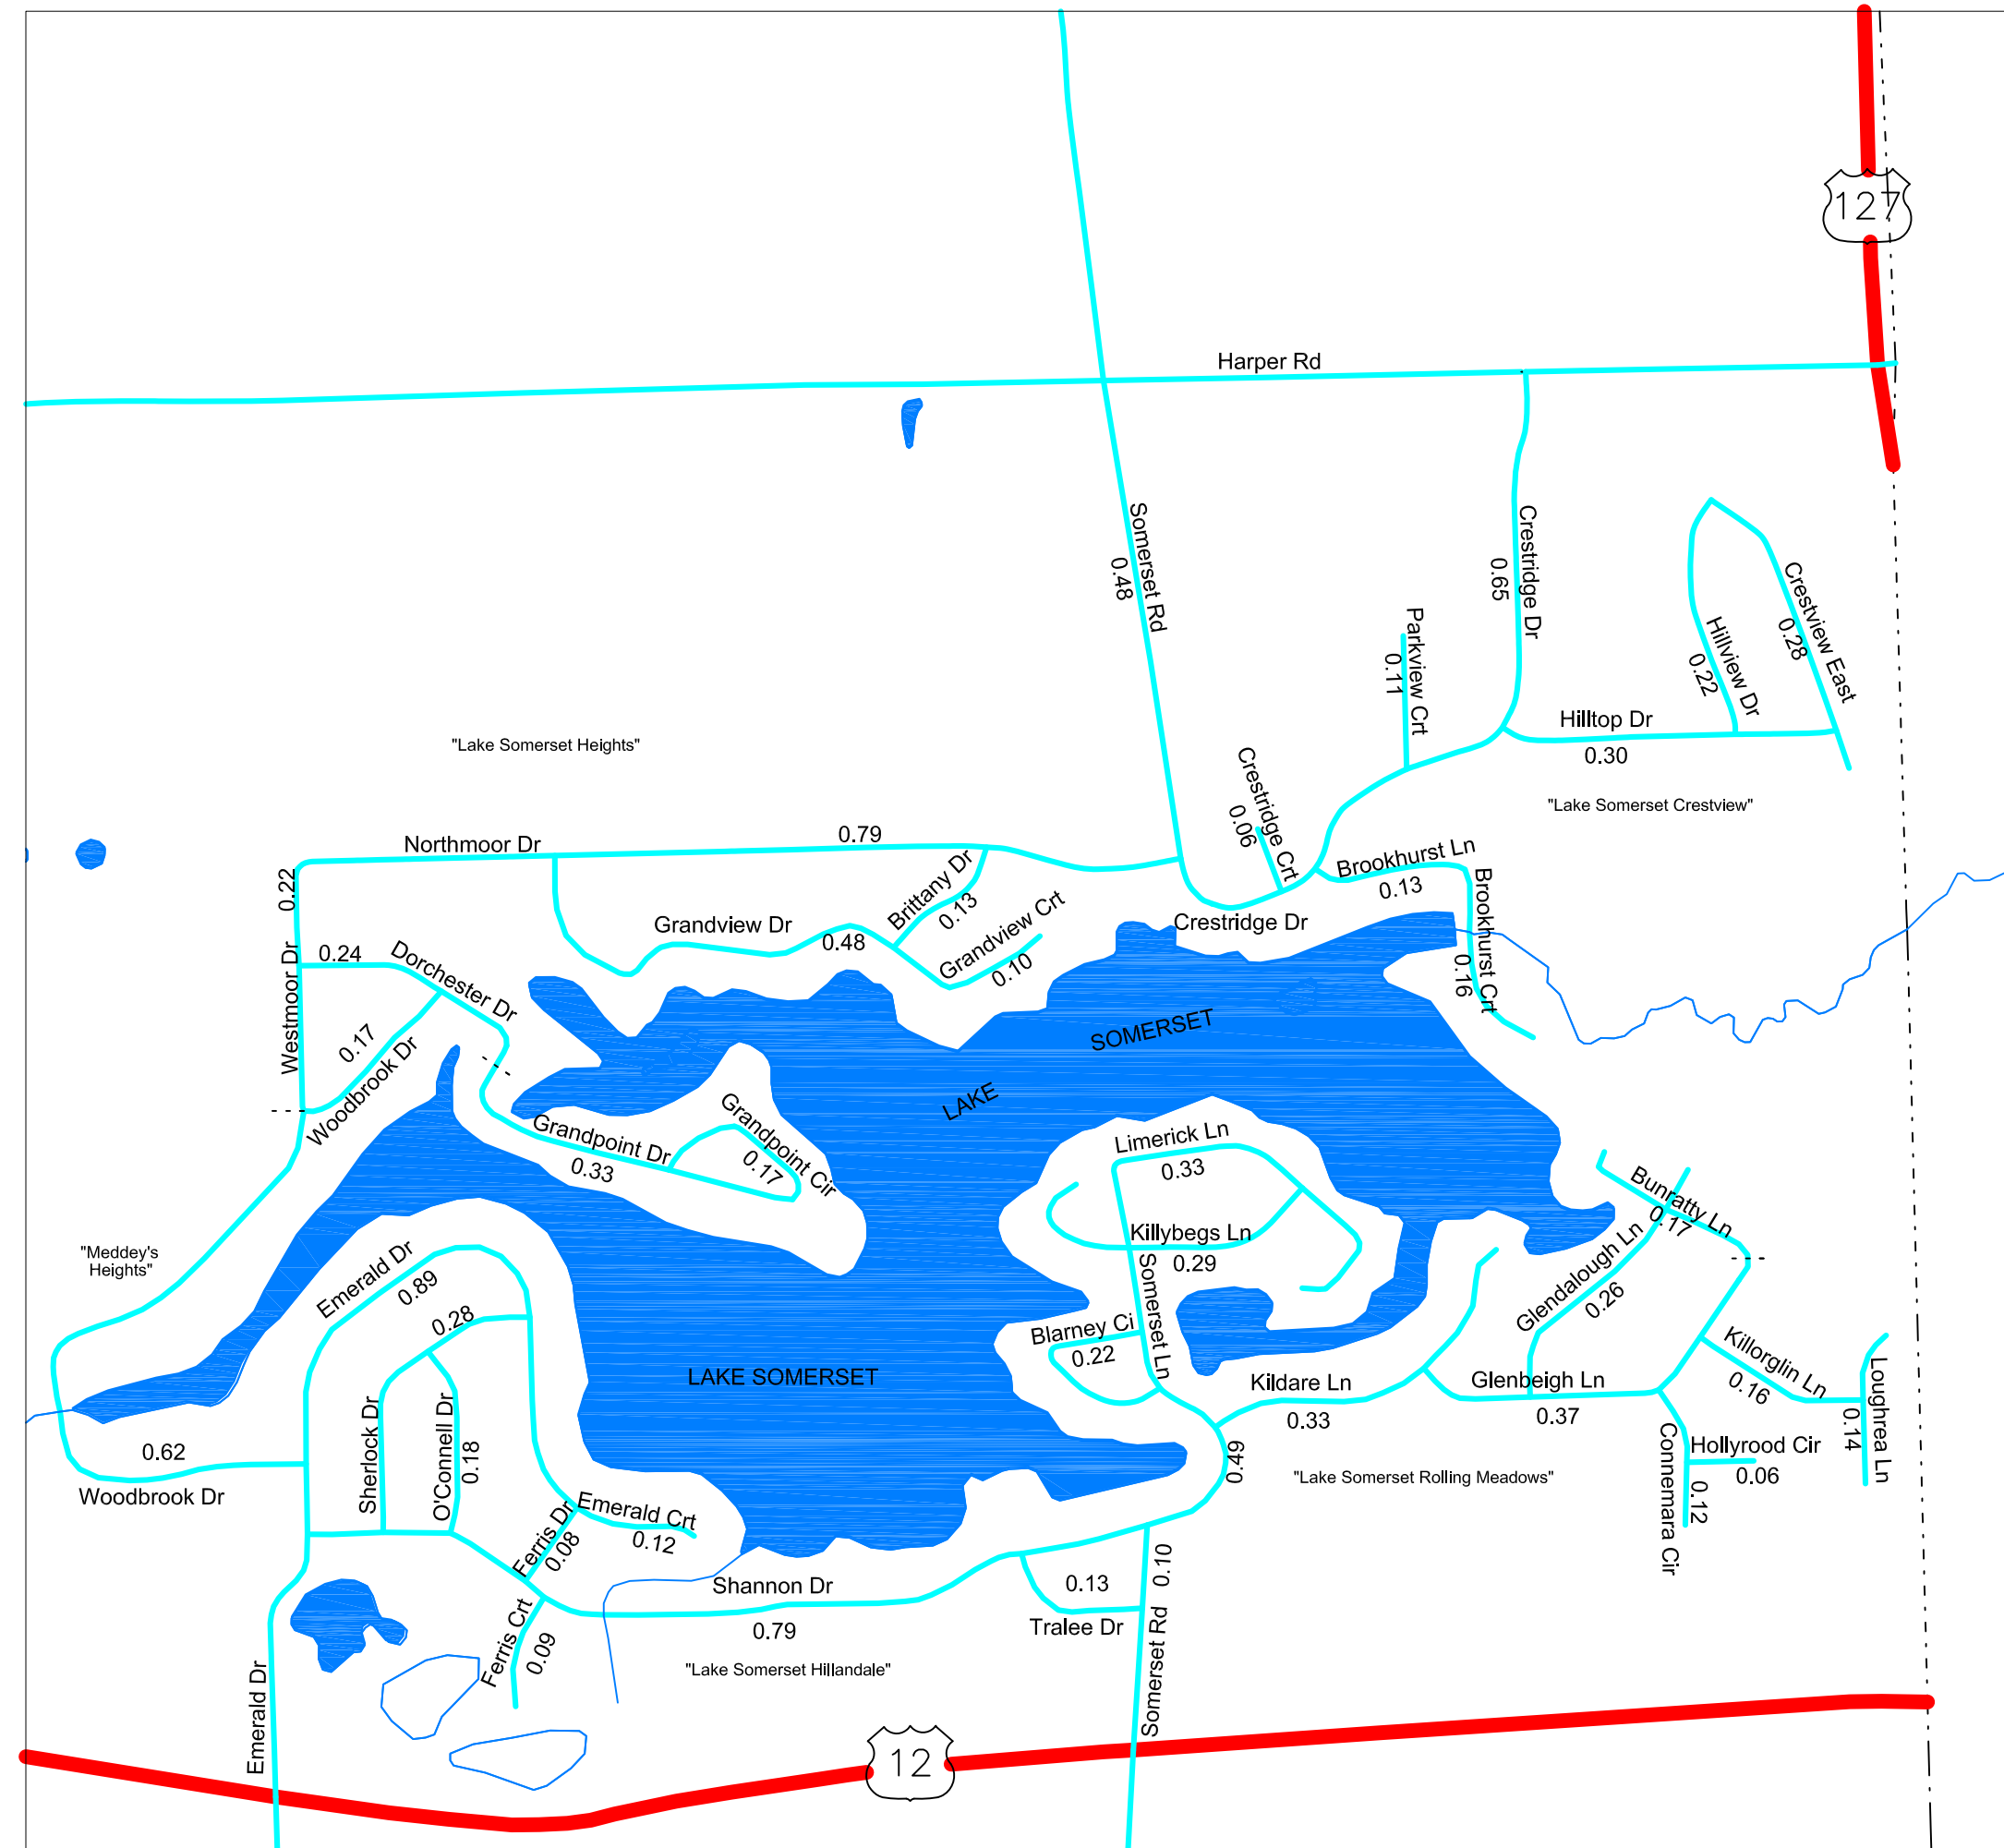 127
Harper Rd
Somerset Rd
0.48
Crestridge Dr
0.65
Parkview Crt
0.11
Crestview East
0.28
Hillview Dr
0.22
Hilltop Dr
0.30
"Lake Somerset Heights"
"Lake Somerset Crestview"
Crestridge Crt
0.06
Northmoor Dr
0.79
0.22
Brookhurst Ln
0.13
Brookhurst Crt
0.16
Crestridge Dr
Brittany Dr
0.13
Grandview Dr
0.48
Grandview Crt
0.10
Westmoor Dr
0.24
Dorchester Dr
0.17
Woodbrook Dr
SOMERSET
LAKE
Grandpoint Dr
0.33
Grandpoint Cir
0.17
Limerick Ln
0.33
Killybegs Ln
0.29
Somerset Ln
Bunratty Ln
0.17
Glendalough Ln
0.26
"Meddey's
Heights"
Emerald Dr
0.89
0.28
Blarney Ci
0.22
LAKE SOMERSET
Kildare Ln
0.33
Glenbeigh Ln
0.37
Killorglin Ln
0.16
Loughrea Ln
0.14
0.62
Woodbrook Dr
Sherlock Dr
O'Connell Dr
0.18
0.49
"Lake Somerset Rolling Meadows"
Hollyrood Cir
0.06
Connemara Cir
0.12
Emerald Crt
0.12
Ferris Dr
0.08
Shannon Dr
0.79
0.13
Tralee Dr
0.10
Somerset Rd
Ferris Crt
0.09
"Lake Somerset Hillandale"
Emerald Dr
12